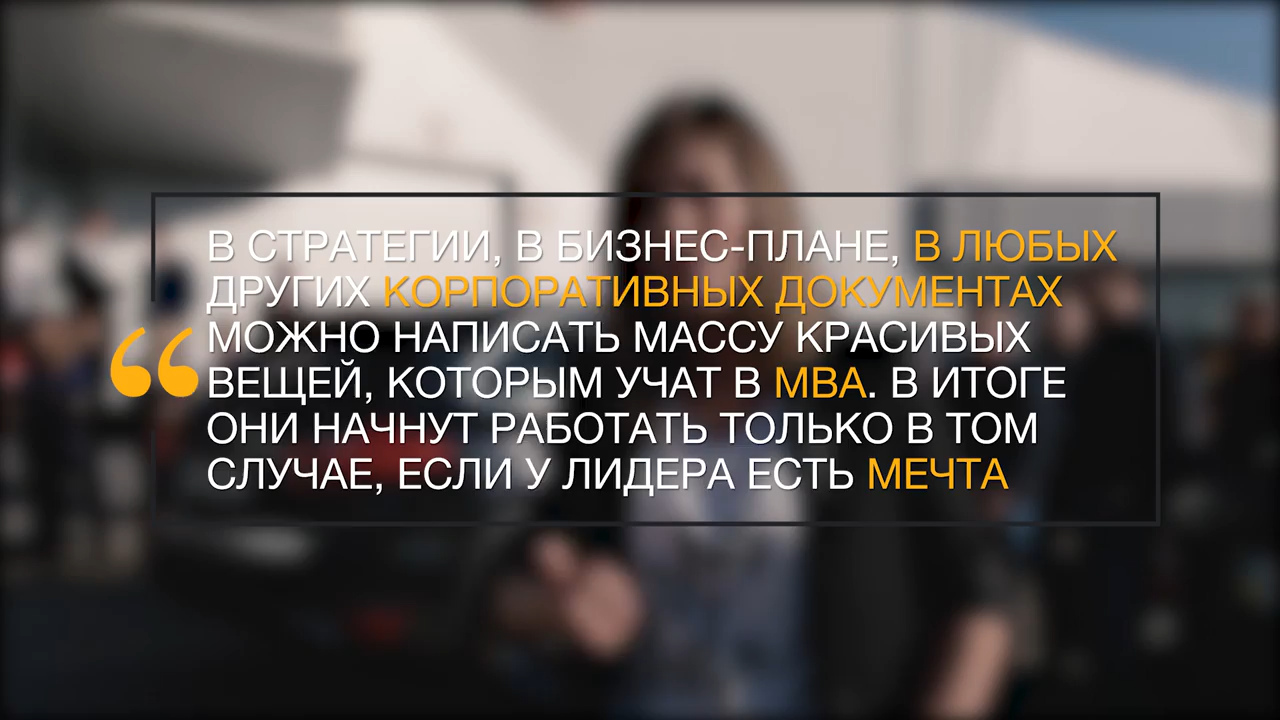 В СТРАТЕГИИ, В БИЗНЕС-ПЛАНЕ, В ЛЮБЫХ
ДРУГИХ КОРПОРАТИВНЫХ ДОКУМЕНТАХ
МОЖНО НАПИСАТЬ МАССУ КРАСИВЫХ
ВЕЩЕЙ, КОТОРЫМ УЧАТ В МВА. В ИТОГЕ
ОНИ НАЧНУТ РАБОТАТЬ ТОЛЬКО В ТОМ
СЛУЧАЕ, ЕСЛИ У ЛИДЕРА ЕСТЬ МЕЧТА